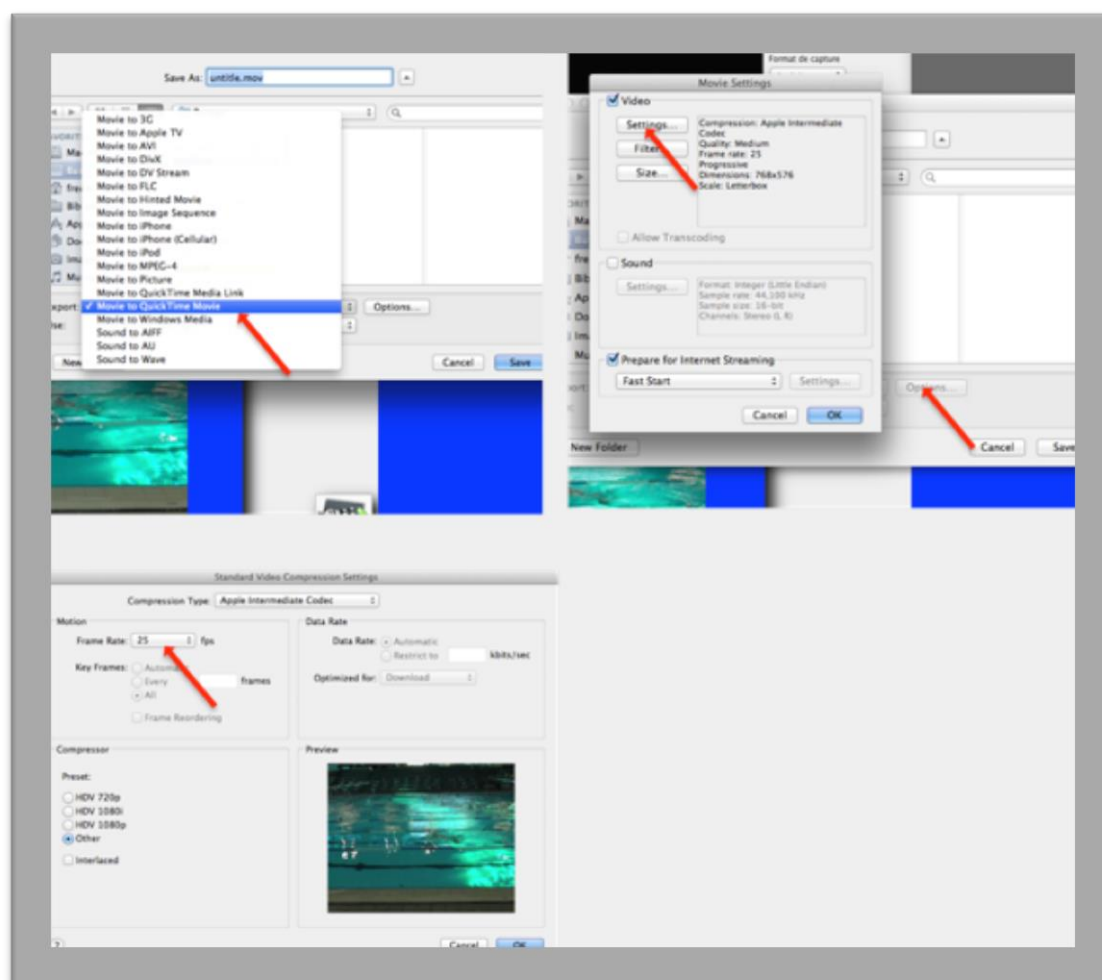 Save As: untitle.mov
Movie to 3G
Movie to Apple TV
Movie to AVI
Movie to DivX
Movie to DV Stream
Movie to FLC
Movie to Hinted Movie
Movie to Image Sequence
Movie to iPhone
Movie to iPhone (Cellular)
Movie to iPod
Movie to MPEG-4
Movie to Picture
Movie to QuickTime Media Link
Movie to QuickTime Movie
Options...
Movie to Windows Media
Sound to AIFF
Sound to AU
Sound to Wave
New
Cancel
Save
Format de capture
Movie Settings
Video
Settings...
Compression: Apple Intermediate
Codec
Filter
Quality: Medium
Frame rate: 25
Progressive
Size...
Dimensions: 768x576
Scale: Letterbox
Allow Transcoding
Sound
Settings...
Format: Integer (Little Endian)
Sample rate: 44,100 kHz
Sample size: 16-bit
Channels: Stereo (L R)
Prepare for Internet Streaming
Fast Start
Settings...
Options...
Cancel
OK
New Folder
Cancel
Save
Standard Video Compression Settings
Compression Type: Apple Intermediate Codec
Motion
Frame Rate: 25 fps
Key Frames: Automatic
Every frames
All
Frame Reordering
Data Rate
Data Rate: Automatic
Restrict to kbits/sec
Optimized for: Download
Compressor
Preset:
HDV 720p
HDV 1080i
HDV 1080p
Other
Interlaced
Preview
Cancel
OK